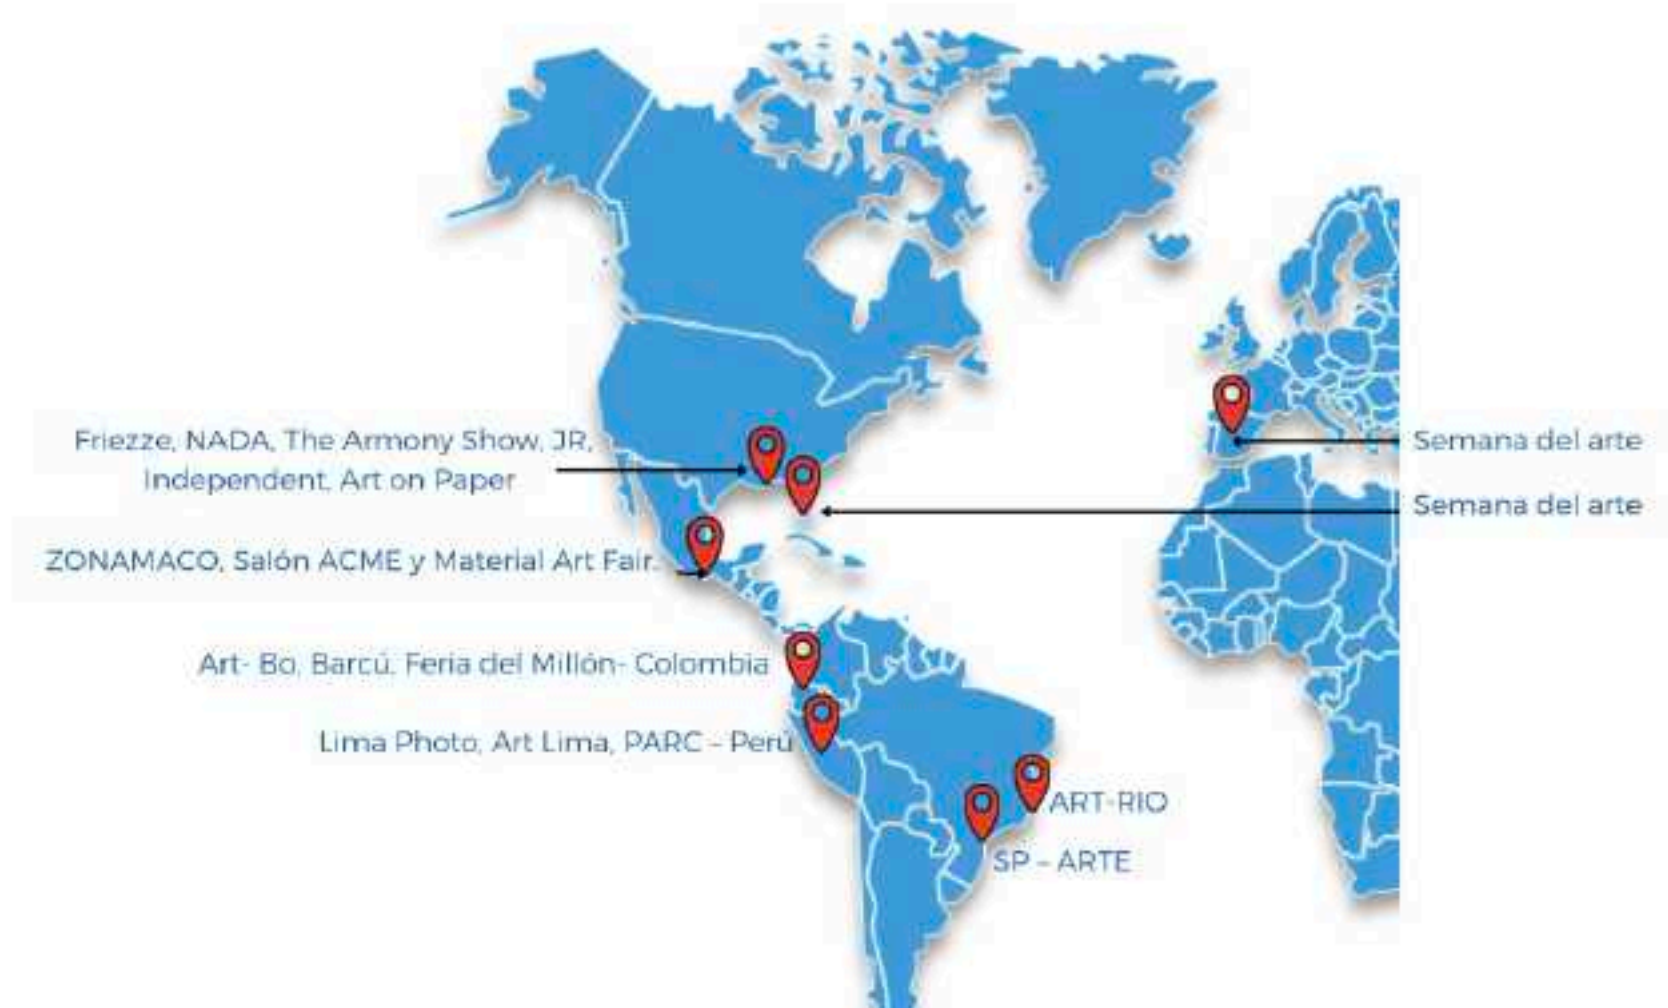 Friezze, NADA, The Armony Show, JR,
Independent, Art on Paper
Semana del arte
Semana del arte
ZONAMACO, Salón ACME y Material Art Fair.
Art- Bo, Barcú, Feria del Millón- Colombia
Lima Photo, Art Lima, PARC – Perú
ART-RIO
SP – ARTE